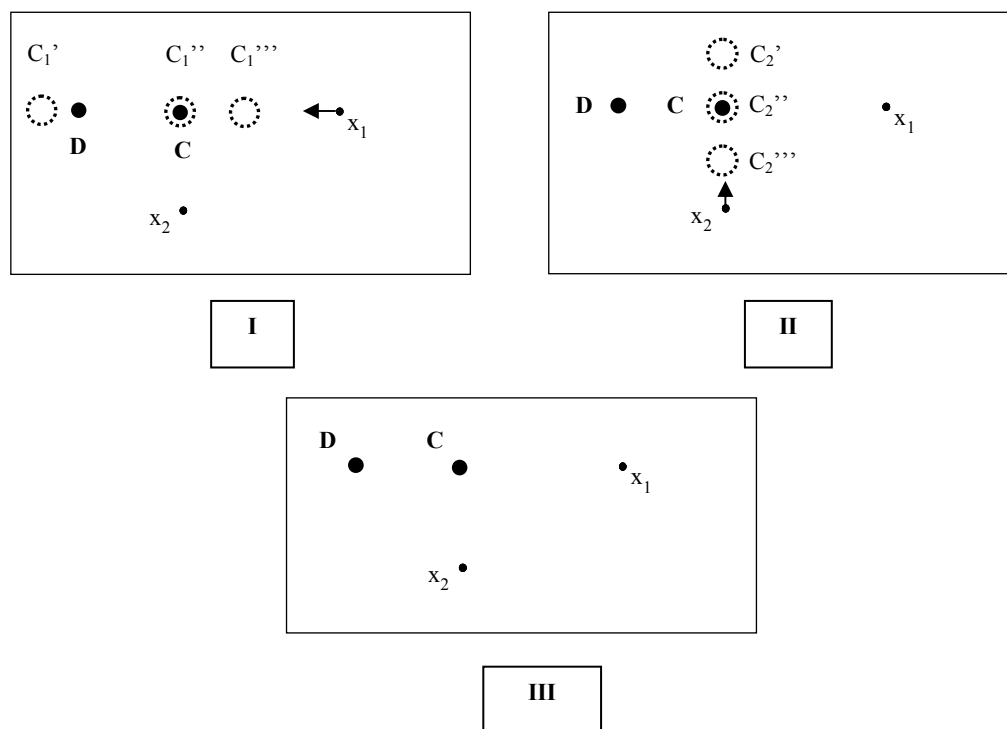 C₁’ C₁’’ C₁’’’
D C x₁
x₂
I
C₂’
D C C₂’’ x₁
C₂’’’
x₂
II
D C
x₁
x₂
III